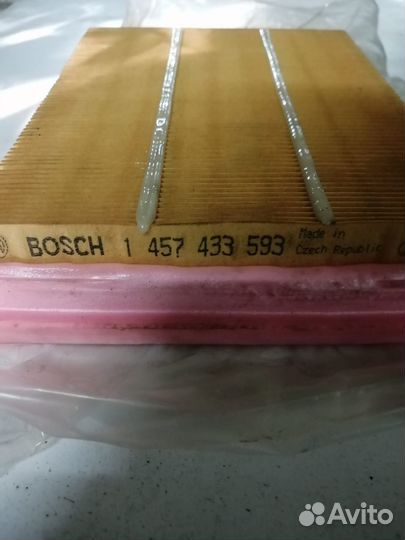 BOSCH 1 457 433 593 Made in
Czech Republic
Avito